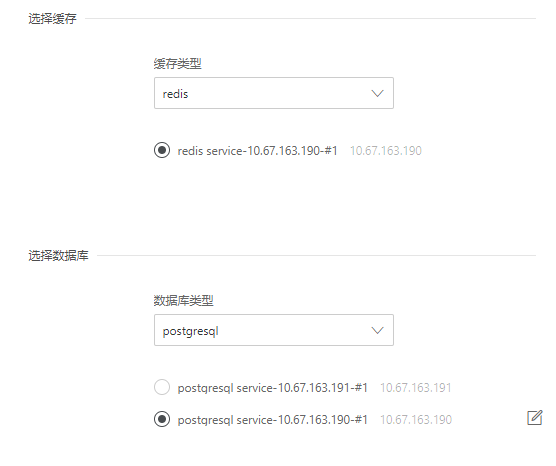 选择缓存
缓存类型
redis
redis service-10.67.163.190-#1 10.67.163.190
选择数据库
数据库类型
postgresql
postgresql service-10.67.163.191-#1 10.67.163.191
postgresql service-10.67.163.190-#1 10.67.163.190